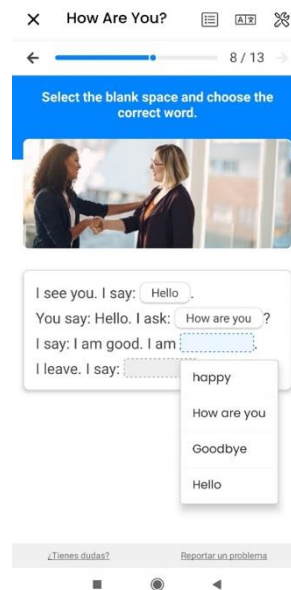 How Are You?
8 / 13
Select the blank space and choose the
correct word.
I see you. I say: Hello .
You say: Hello. I ask: How are you ?
I say: I am good. I am .
I leave. I say:
happy
How are you
Goodbye
Hello
¿Tienes dudas? Reportar un problema